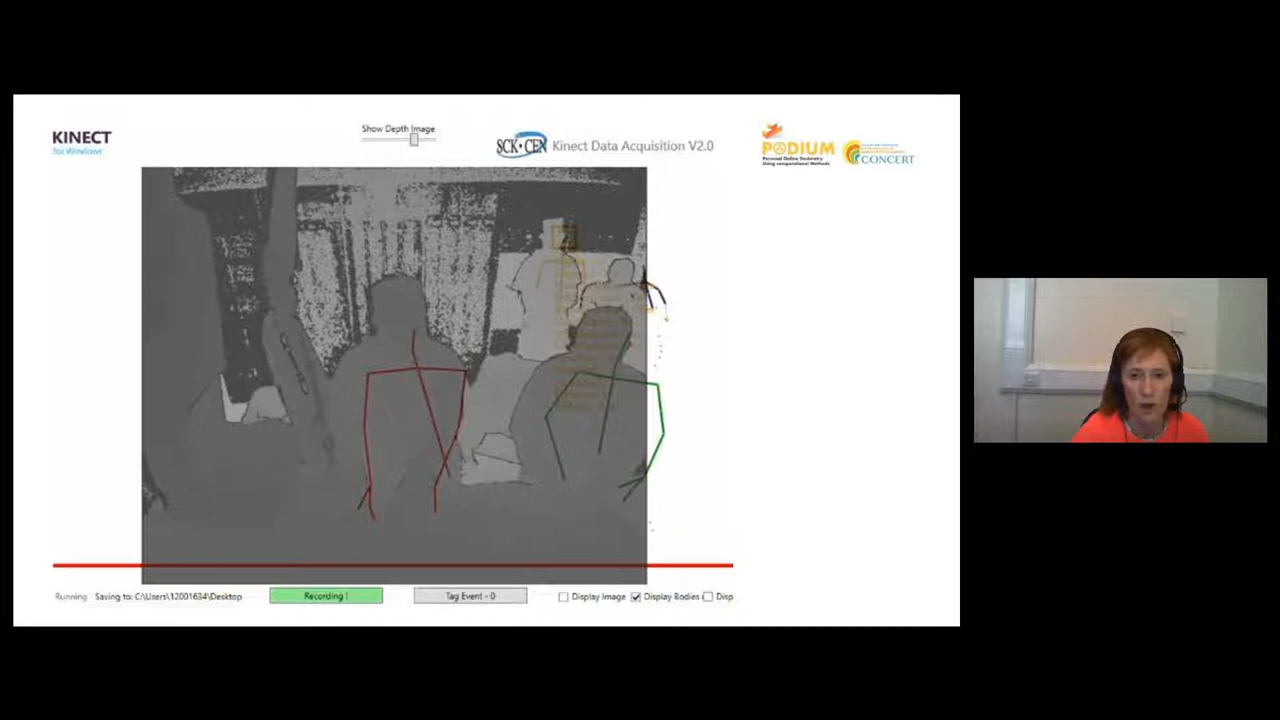 KINECT
for Windows
Show Depth Image
SCK•CEN Kinect Data Acquisition V2.0
PODIUM
Personal Online Dosimetry
Using computational Methods
CONCERT
Running Saving to: C:\Users\12001634\Desktop
Recording !
Tag Event - 0
Display Image
Display Bodies
Disp